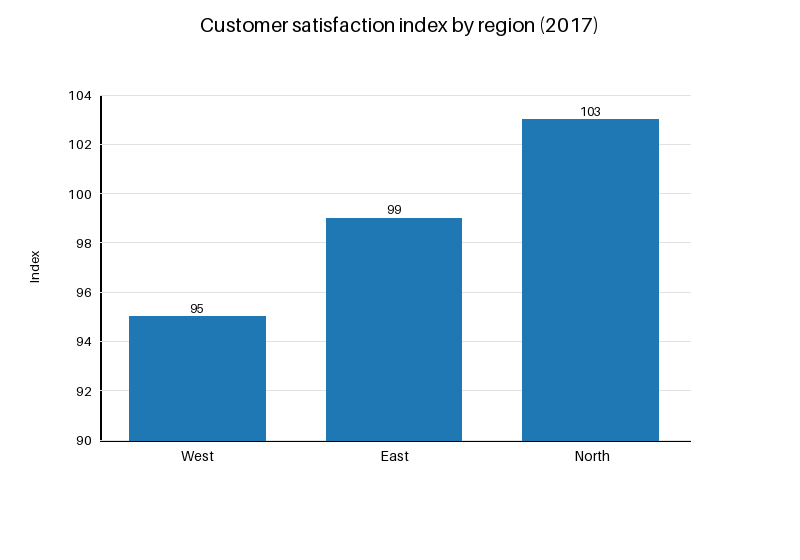 Customer satisfaction index by region (2017)
104
102
100
98
96
94
92
90
Index
95
99
103
West
East
North